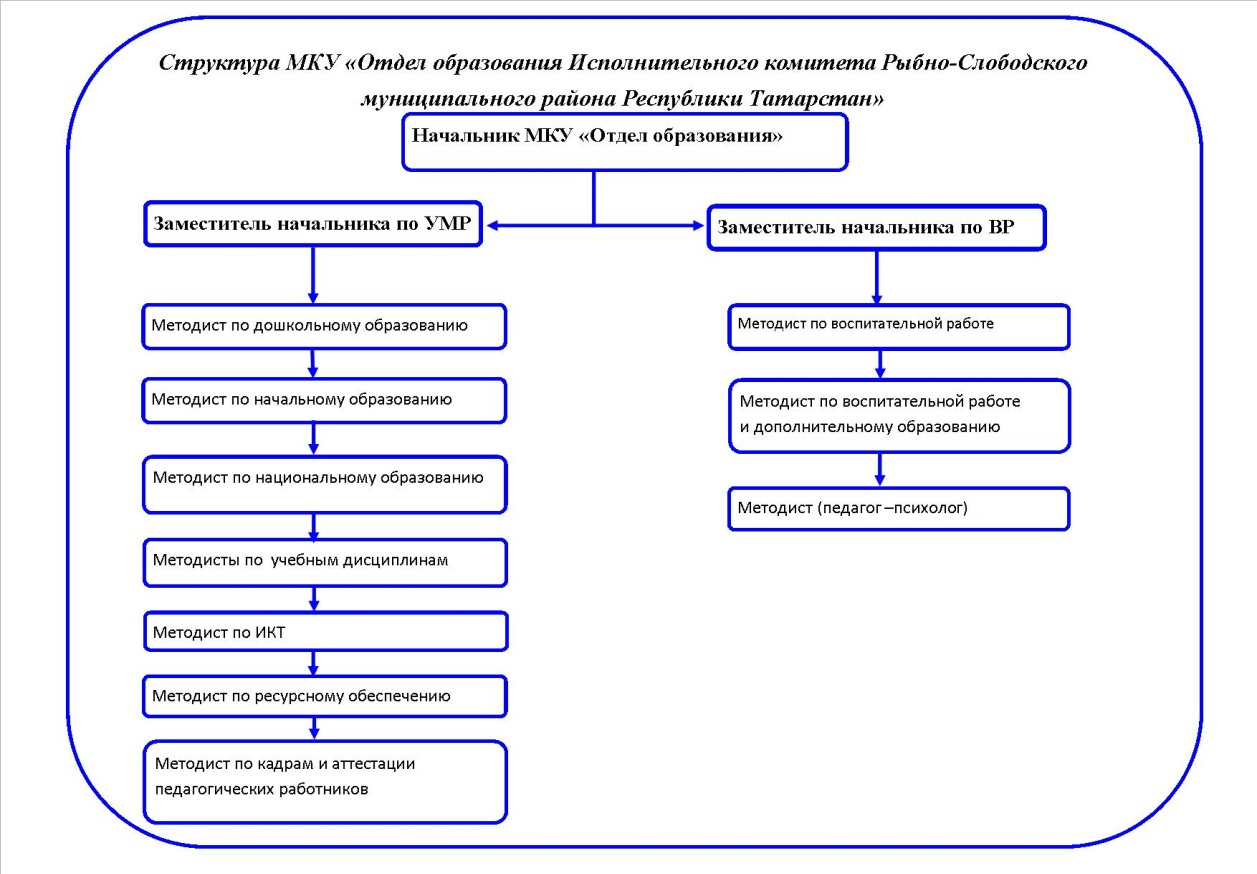 Структура МКУ «Отдел образования Исполнительного комитета Рыбно-Слободского
муниципального района Республики Татарстан»
Начальник МКУ «Отдел образования»
Заместитель начальника по УМР
Методист по дошкольному образованию
Методист по начальному образованию
Методист по национальному образованию
Методисты по  учебным дисциплинам
Методист по ИКТ
Методист по ресурсному обеспечению
Методист по кадрам и аттестации
педагогических работников
Заместитель начальника по ВР
Методист по воспитательной работе
Методист по воспитательной работе
и дополнительному образованию
Методист (педагог –психолог)